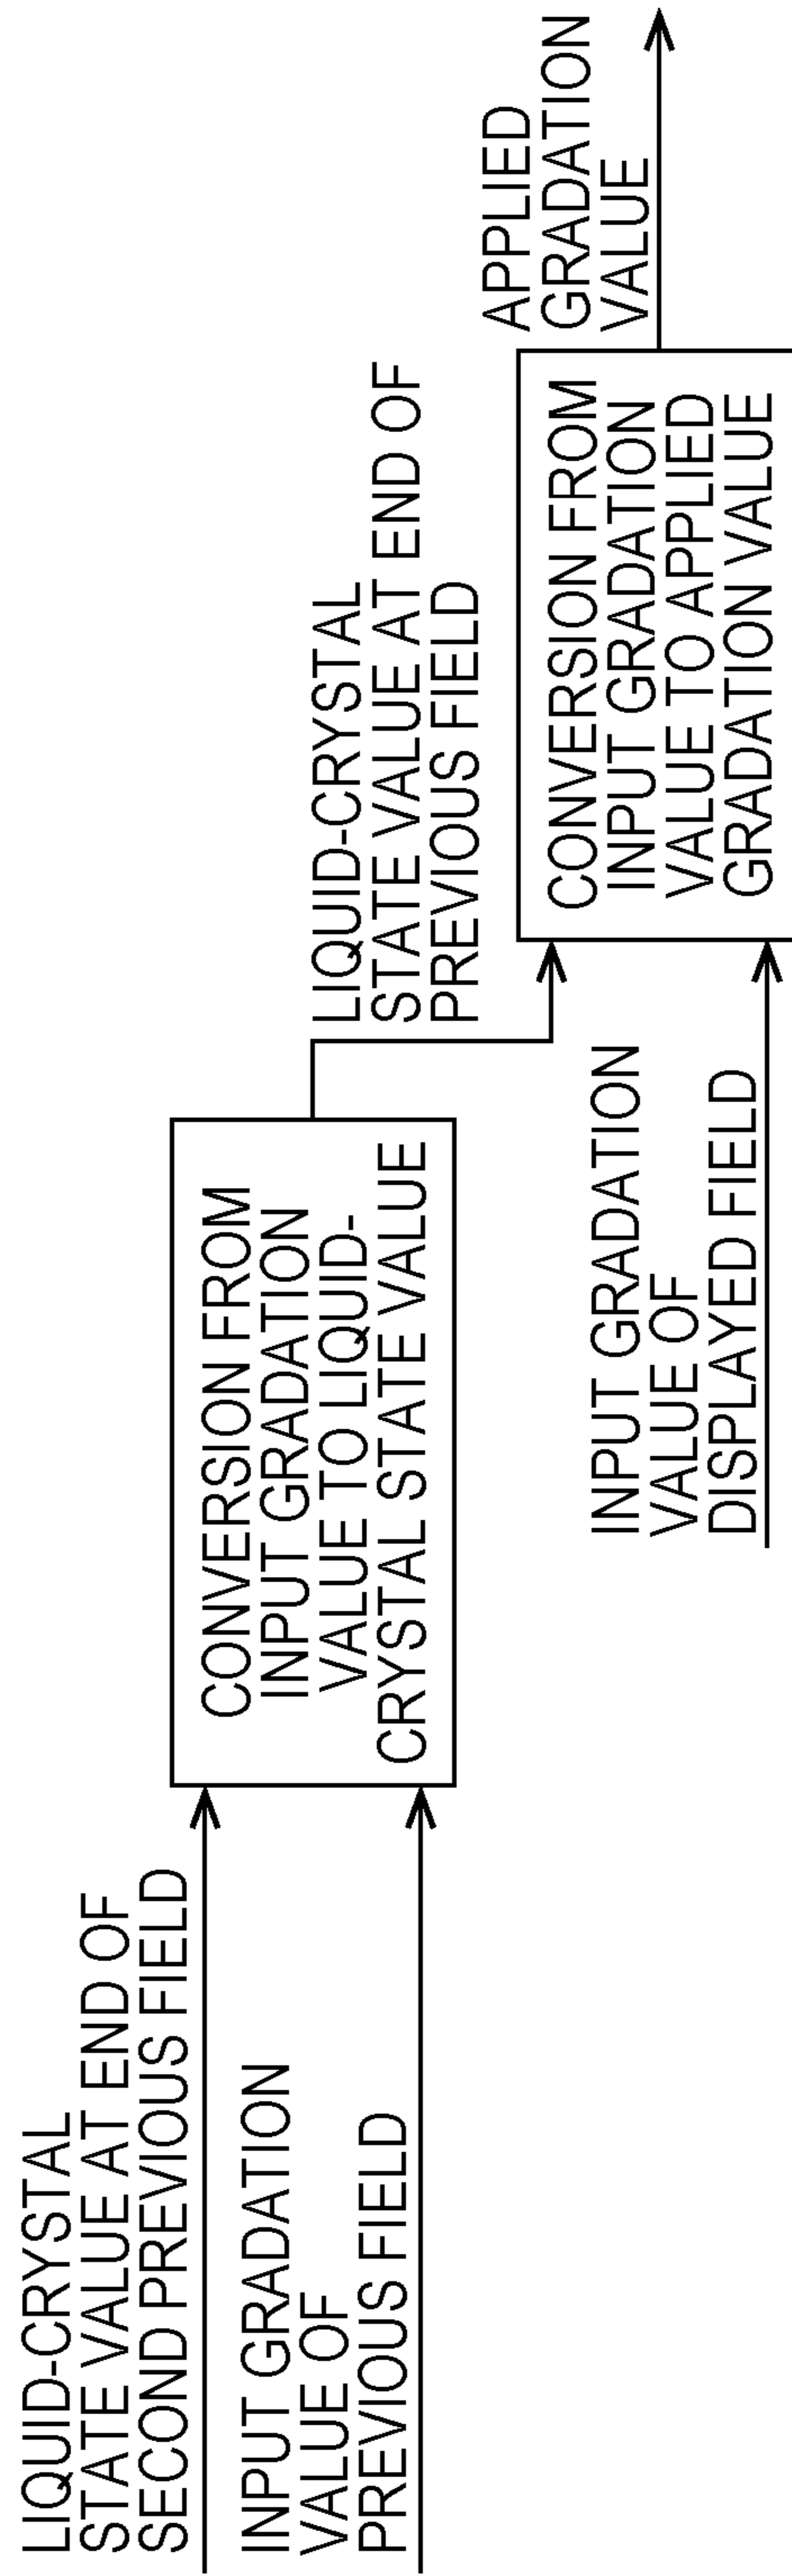 LIQUID-CRYSTAL
STATE VALUE AT END OF
SECOND PREVIOUS FIELD
INPUT GRADATION
VALUE OF
PREVIOUS FIELD
CONVERSION FROM
INPUT GRADATION
VALUE TO LIQUID-
CRYSTAL STATE VALUE
LIQUID-CRYSTAL
STATE VALUE AT END OF
PREVIOUS FIELD
INPUT GRADATION
VALUE OF
DISPLAYED FIELD
CONVERSION FROM
INPUT GRADATION
VALUE TO APPLIED
GRADATION VALUE
APPLIED
GRADATION
VALUE